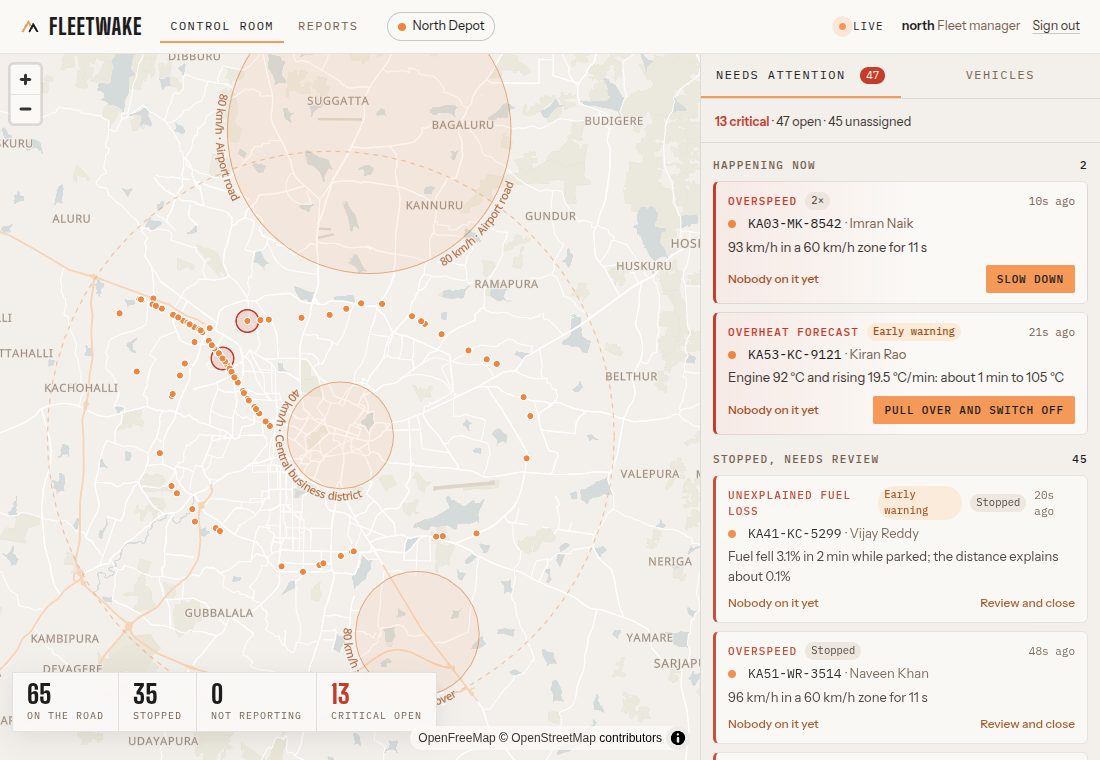 FLEETWAKE
CONTROL ROOM
REPORTS
North Depot
LIVE
north Fleet manager
Sign out
+
−
DIBBURU
SUGGATTA
BAGALURU
BUDIGERE
KANNURU
GUNDUR
ALURU
HUSKURU
RAMAPURA
TTAHALLI
KACHOHALLI
BELTHUR
VALEPURA
NERIGA
GUBBALALA
KAMBIPURA
YAMARE
DEVAGERE
UDAYAPURA
80 km/h · Airport road
80 km/h · Airport road
40 km/h · Central business district
80 km/h ·
65
ON THE ROAD
35
STOPPED
0
NOT REPORTING
13
CRITICAL OPEN
OpenFreeMap © OpenStreetMap contributors
NEEDS ATTENTION 47
VEHICLES
13 critical · 47 open · 45 unassigned
HAPPENING NOW 2
OVERSPEED 2× 10s ago
KA03-MK-8542 · Imran Naik
93 km/h in a 60 km/h zone for 11 s
Nobody on it yet
SLOW DOWN
OVERHEAT FORECAST Early warning 21s ago
KA53-KC-9121 · Kiran Rao
Engine 92 °C and rising 19.5 °C/min: about 1 min to 105 °C
Nobody on it yet
PULL OVER AND SWITCH OFF
STOPPED, NEEDS REVIEW 45
UNEXPLAINED FUEL
LOSS
Early
warning
Stopped
20s
ago
KA41-KC-5299 · Vijay Reddy
Fuel fell 3.1% in 2 min while parked; the distance explains
about 0.1%
Nobody on it yet
Review and close
OVERSPEED Stopped 48s ago
KA51-WR-3514 · Naveen Khan
96 km/h in a 60 km/h zone for 11 s
Nobody on it yet
Review and close